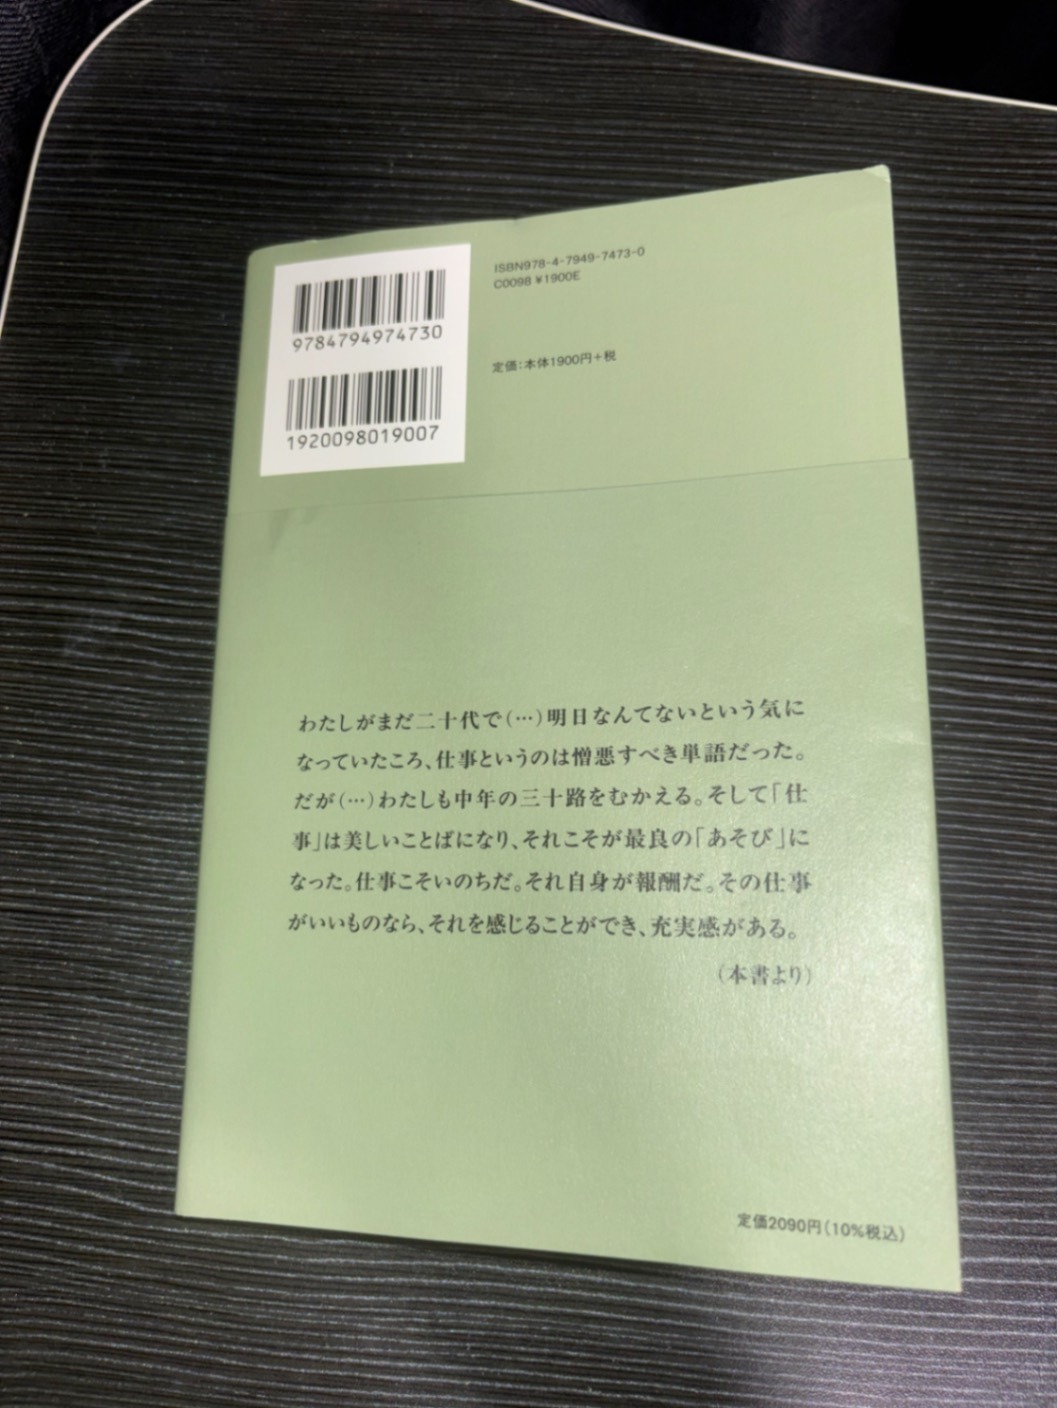 ISBN978-4-7949-7473-0
C0098 ¥1900E
9784794974730
定価：本体1900円＋税
1920098019007
わたしがまだ二十代で（…）明日なんてないという気に
なっていたころ、仕事というのは憎悪すべき単語だった。
だが（…）わたしも中年の三十路をむかえる。そして「仕
事」は美しいことばになり、それこそが最良の「あそび」に
なった。仕事こそいのちだ。それ自身が報酬だ。その仕事
がいいものなら、それを感じることができ、充実感がある。
（本書より）
定価2090円（10%税込）